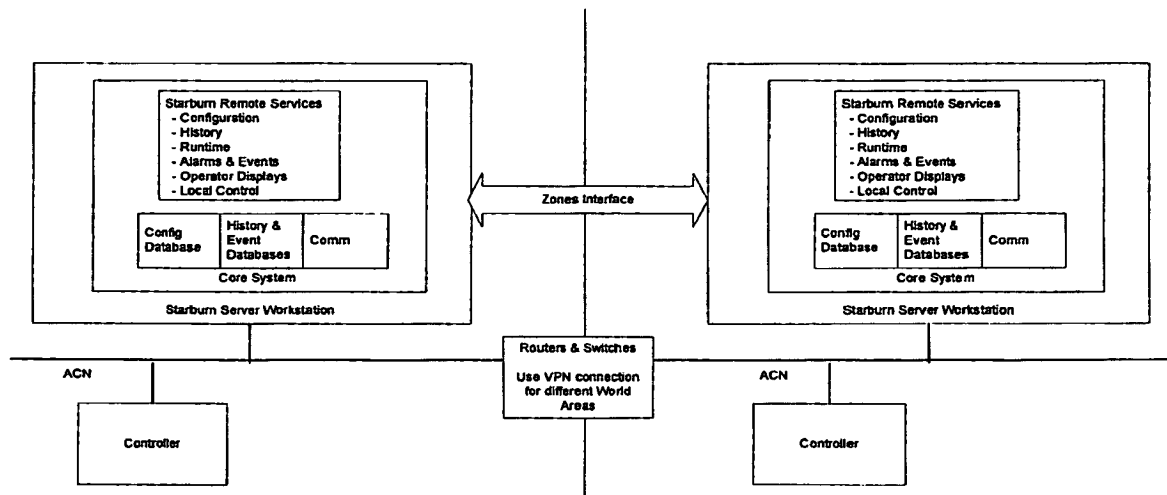 Starburn Remote Services
- Configuration
- History
- Runtime
- Alarms & Events
- Operator Displays
- Local Control
Config
Database
History &
Event
Databases
Comm
Core System
Starburn Server Workstation
Zones Interface
Starburn Remote Services
- Configuration
- History
- Runtime
- Alarms & Events
- Operator Displays
- Local Control
Config
Database
History &
Event
Databases
Comm
Core System
Starburn Server Workstation
Routers & Switches
Use VPN connection
for different World
Areas
ACN
Controller
ACN
Controller